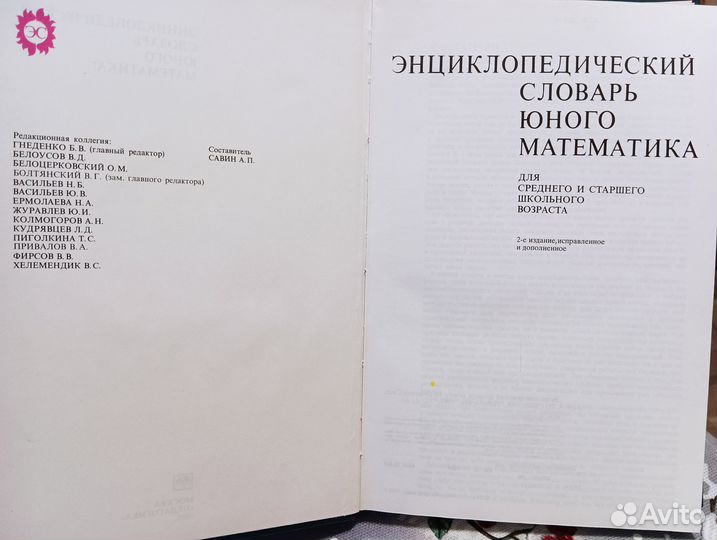 ЭС
Редакционная коллегия:
ГНЕДЕНКО Б.В. (главный редактор)
БЕЛОУСОВ В.Д.
БЕЛОЦЕРКОВСКИЙ О.М.
БОЛТЯНСКИЙ В.Г. (зам. главного редактора)
ВАСИЛЬЕВ Н.Б.
ВАСИЛЬЕВ Ю.В.
ЕРМОЛАЕВА Н.А.
ЖУРАВЛЕВ Ю.И.
КОЛМОГОРОВ А.Н.
КУДРЯВЦЕВ Л.Д.
ПИГОЛКИНА Т.С.
ПРИВАЛОВ В.А.
ФИРСОВ В.В.
ХЕЛЕМЕНДИК В.С.
Составитель
САВИН А.П.
ЭНЦИКЛОПЕДИЧЕСКИЙ
СЛОВАРЬ
ЮНОГО
МАТЕМАТИКА
ДЛЯ
СРЕДНЕГО И СТАРШЕГО
ШКОЛЬНОГО
ВОЗРАСТА
2-е издание, исправленное
и дополненное
Avito